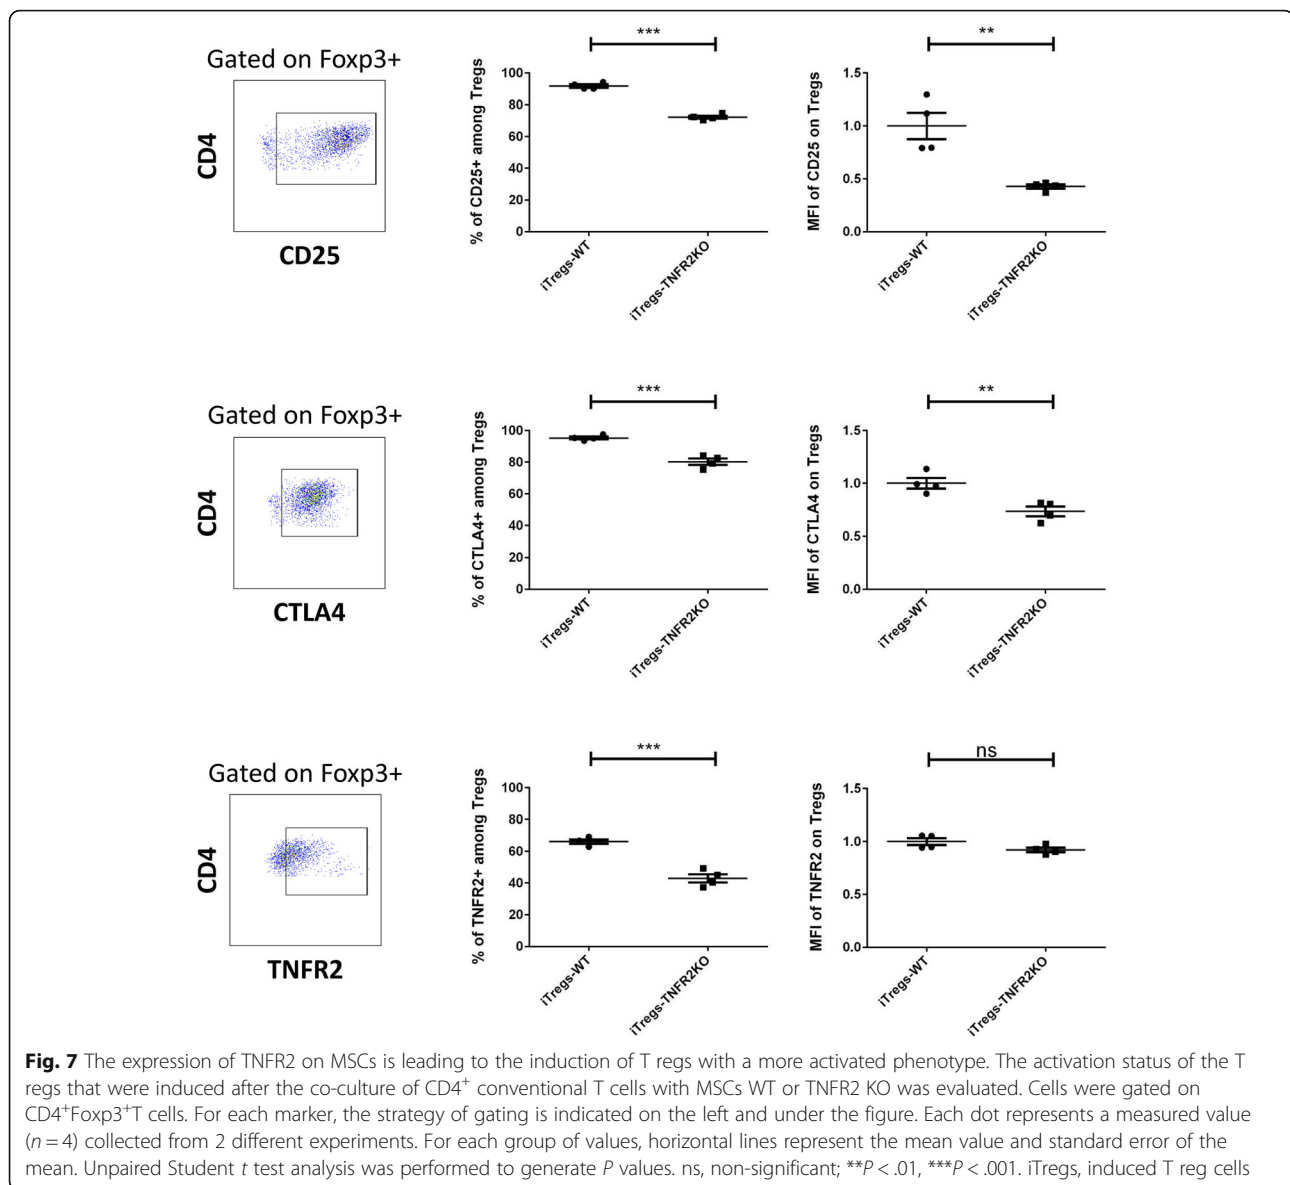 Gated on Foxp3+
CD4
CD25
***
% of CD25+ among Tregs
100
80
60
40
20
0
iTregs-WT
iTregs-TNFR2KO
**
MFI of CD25 on Tregs
1.5
1.0
0.5
0.0
iTregs-WT
iTregs-TNFR2KO
Gated on Foxp3+
CD4
CTLA4
***
% of CTLA4+ among Tregs
100
80
60
40
20
0
iTregs-WT
iTregs-TNFR2KO
**
MFI of CTLA4 on Tregs
1.5
1.0
0.5
0.0
iTregs-WT
iTregs-TNFR2KO
Gated on Foxp3+
CD4
TNFR2
***
% of TNFR2+ among Tregs
100
80
60
40
20
0
iTregs-WT
iTregs-TNFR2KO
ns
MFI of TNFR2 on Tregs
1.5
1.0
0.5
0.0
iTregs-WT
iTregs-TNFR2KO
Fig. 7 The expression of TNFR2 on MSCs is leading to the induction of T regs with a more activated phenotype. The activation status of the T
regs that were induced after the co-culture of CD4⁺ conventional T cells with MSCs WT or TNFR2 KO was evaluated. Cells were gated on
CD4⁺Foxp3⁺T cells. For each marker, the strategy of gating is indicated on the left and under the figure. Each dot represents a measured value
(n = 4) collected from 2 different experiments. For each group of values, horizontal lines represent the mean value and standard error of the
mean. Unpaired Student t test analysis was performed to generate P values. ns, non-significant; **P < .01, ***P < .001. iTregs, induced T reg cells